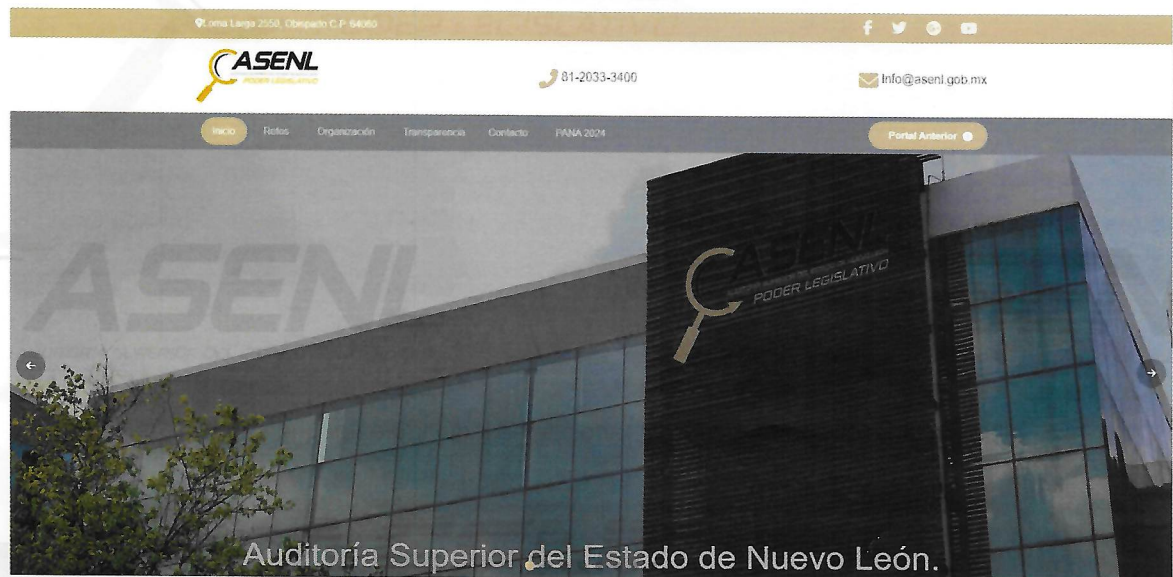 Loma Larga 2550, Obispado C.P. 64060
ASENL
PODER LEGISLATIVO
81-2033-3400
Info@asenl.gob.mx
Inicio Retos Organización Transparencia Contacto PANA 2024
Portal Anterior
ASENL
ASENL
PODER LEGISLATIVO
Auditoría Superior del Estado de Nuevo León.